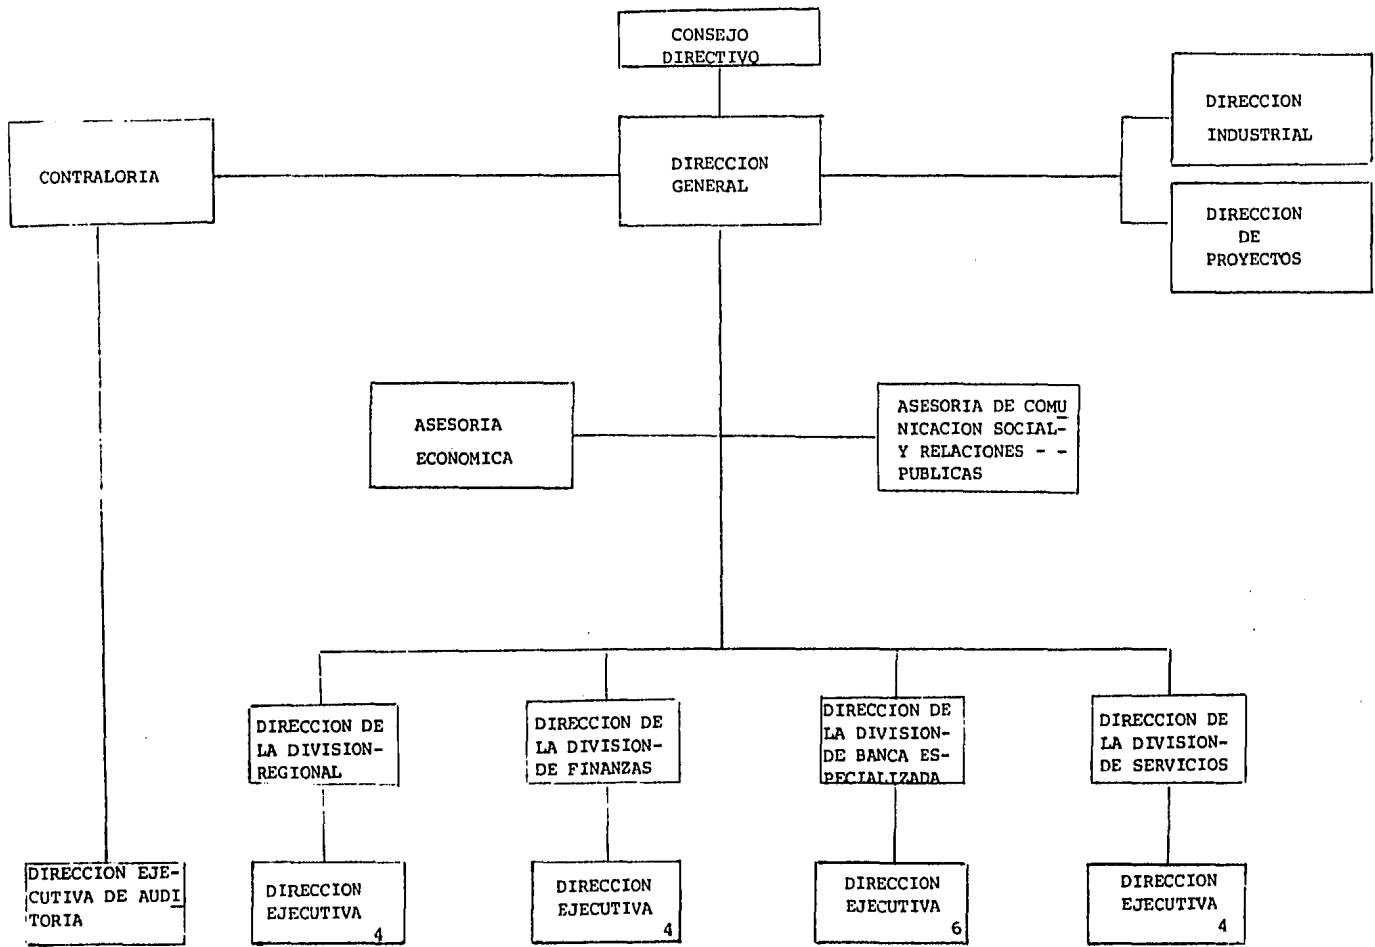 CONSEJO
DIRECTIVO
DIRECCION
INDUSTRIAL
CONTRALORIA
DIRECCION
GENERAL
DIRECCION
DE
PROYECTOS
ASESORIA
ECONOMICA
ASESORIA DE COMU
NICACION SOCIAL-
Y RELACIONES - -
PUBLICAS
DIRECCION DE
LA DIVISION-
REGIONAL
DIRECCION DE
LA DIVISION-
DE FINANZAS
DIRECCION DE
LA DIVISION-
DE BANCA ES-
PECIALIZADA
DIRECCION DE
LA DIVISION-
DE SERVICIOS
DIRECCION EJE-
CUTIVA DE AUDI
TORIA
DIRECCION
EJECUTIVA
4
DIRECCION
EJECUTIVA
4
DIRECCION
EJECUTIVA
6
DIRECCION
EJECUTIVA
4